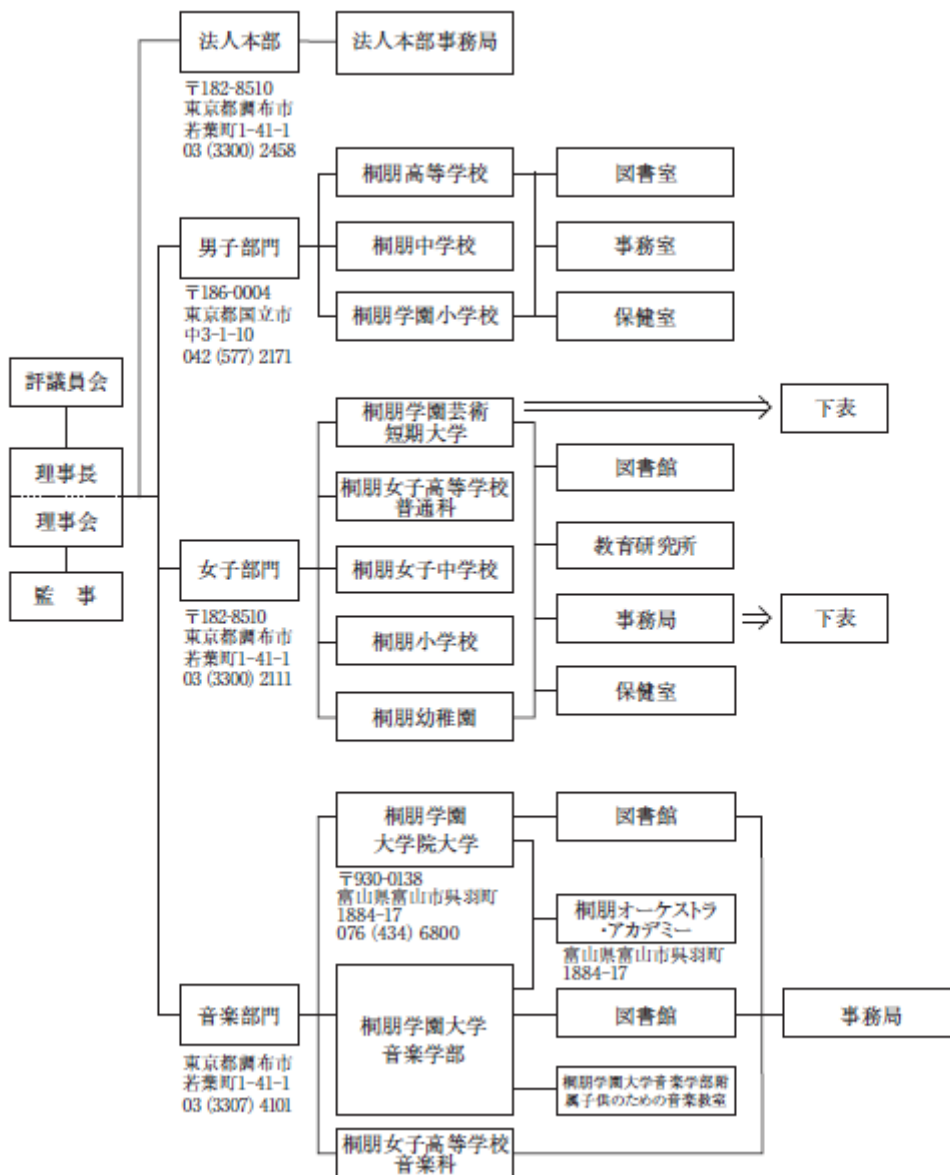 法人本部
法人本部事務局
〒182-8510
東京都調布市
若葉町1-41-1
03 (3300) 2458
桐朋高等学校
図書室
男子部門
桐朋中学校
事務室
〒186-0004
東京都国立市
中3-1-10
042 (577) 2171
桐朋学園小学校
保健室
評議員会
理事長
理事会
監　事
桐朋学園芸術
短期大学
下表
図書館
桐朋女子高等学校
普通科
教育研究所
女子部門
桐朋女子中学校
〒182-8510
東京都調布市
若葉町1-41-1
03 (3300) 2111
事務局
下表
桐朋小学校
保健室
桐朋幼稚園
桐朋学園
大学院大学
図書館
〒930-0138
富山県富山市呉羽町
1884-17
076 (434) 6800
桐朋オーケストラ
・アカデミー
富山県富山市呉羽町
1884-17
音楽部門
東京都調布市
若葉町1-41-1
03 (3307) 4101
桐朋学園大学
音楽学部
図書館
事務局
桐朋学園大学音楽学部附
属子供のための音楽教室
桐朋女子高等学校
音楽科